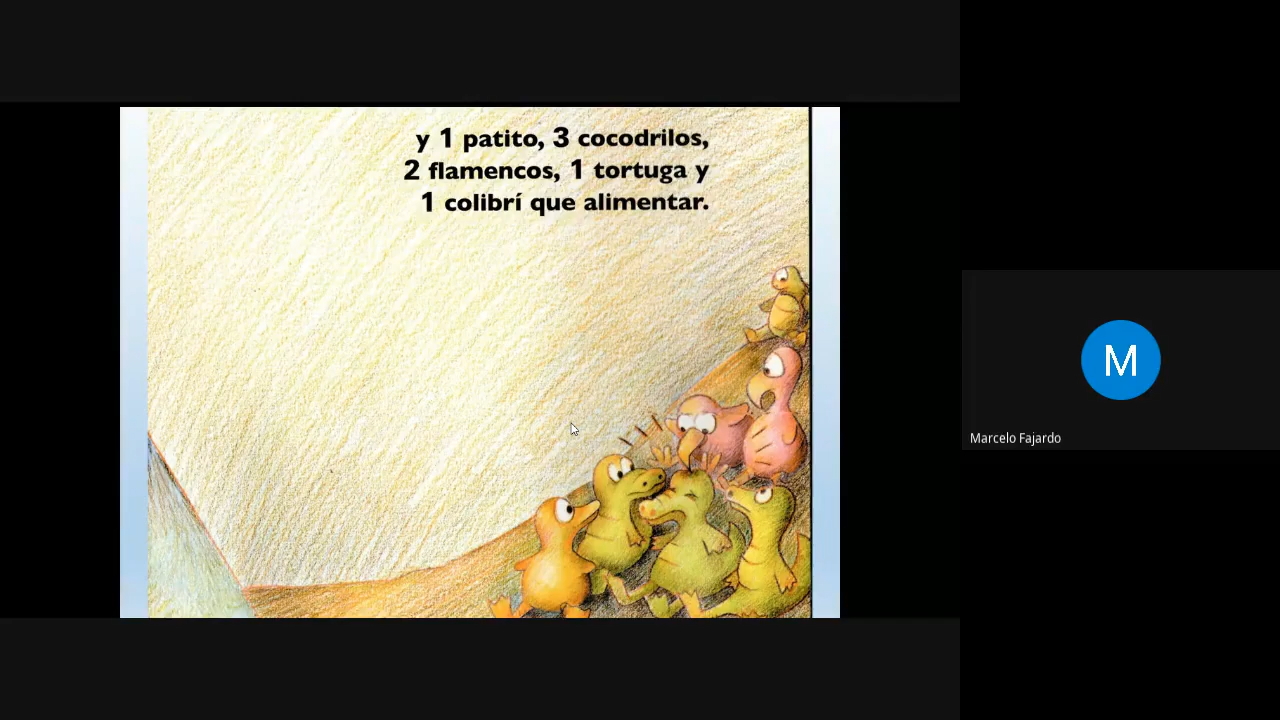 y 1 patito, 3 cocodrilos,
2 flamencos, 1 tortuga y
1 colibrí que alimentar.
M
Marcelo Fajardo